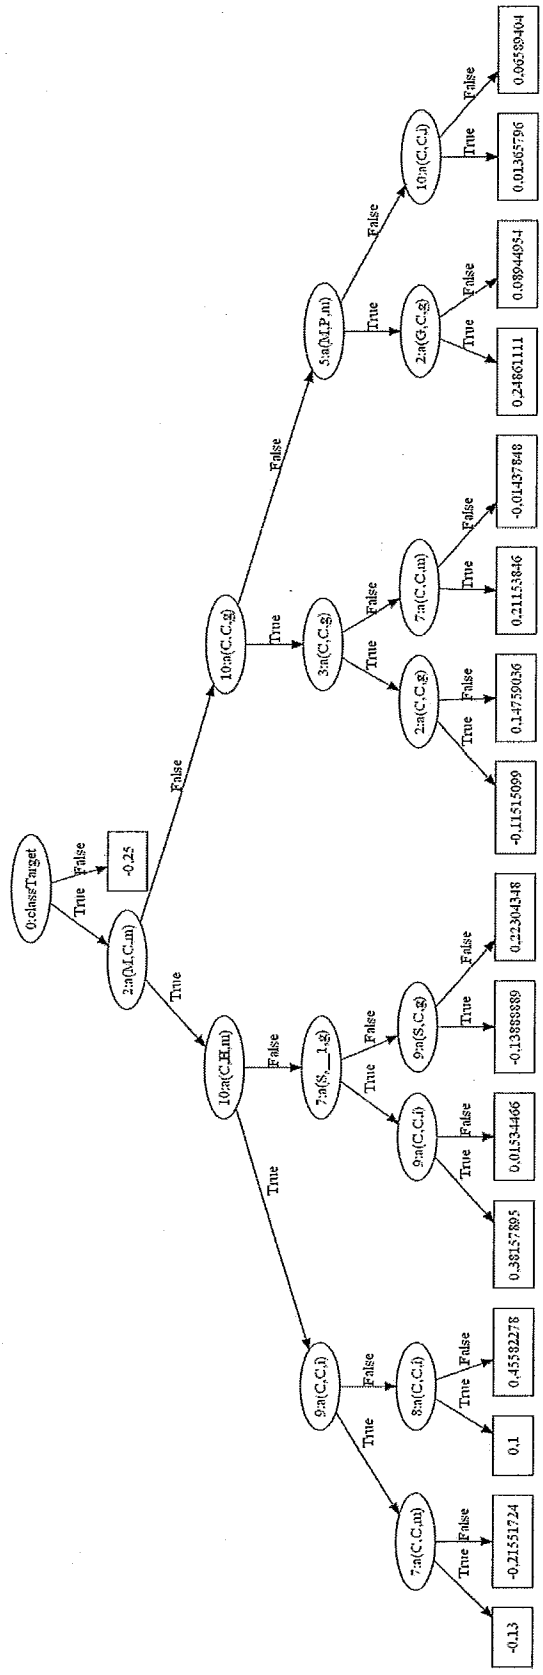 0:classTarget
True
False
-0,25
2:a(M,C,m)
True
False
10:a(C,H,m)
True
False
10:a(C,C,g)
True
False
9:a(C,C,i)
True
False
7:a(S,__1,g)
True
False
3:a(C,C,g)
True
False
5:a(M,P,m)
True
False
7:a(C,C,m)
True
False
8:a(C,C,i)
True
False
9:a(C,C,i)
True
False
9:a(S,C,g)
True
False
2:a(C,C,g)
True
False
7:a(C,C,m)
True
False
2:a(G,C,g)
True
False
10:a(C,C,i)
True
False
-0,13
-0,21551724
0,1
0,45582278
0,38157895
0,01534466
-0,13888889
0,22304348
-0,11515099
0,14759036
0,21153846
-0,01437848
0,24861111
0,08944954
0,01365796
0,06589404